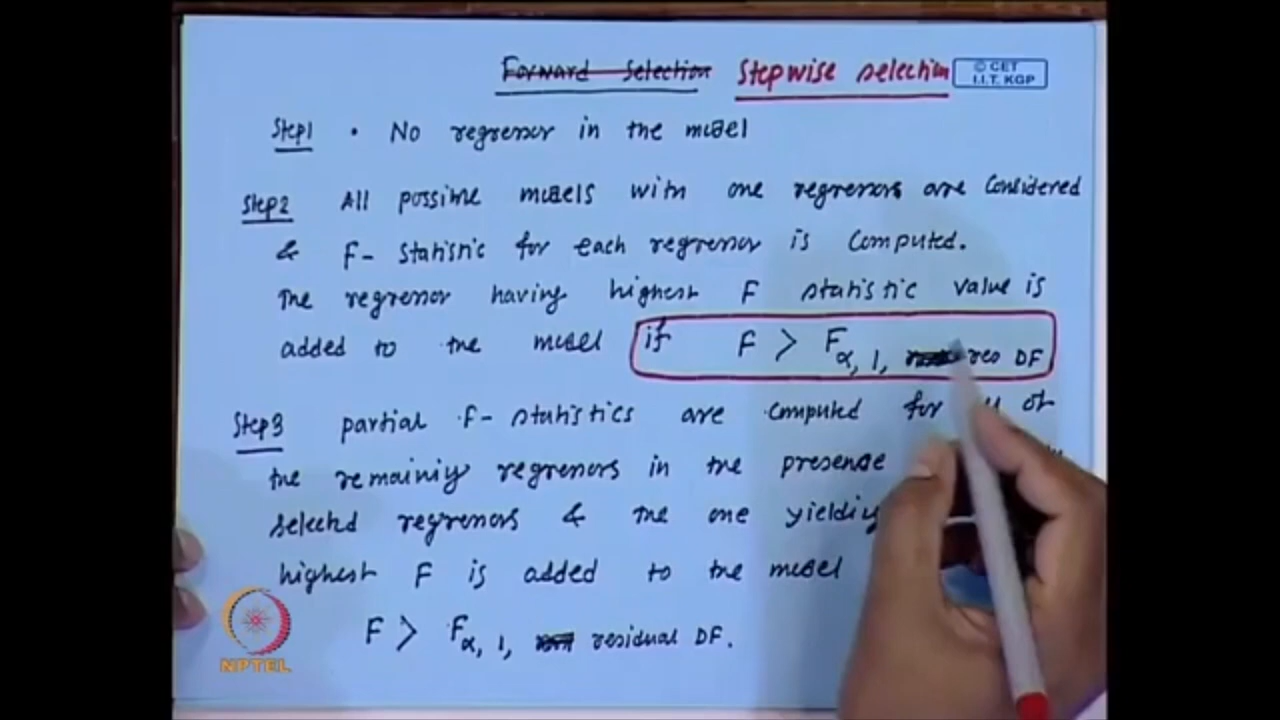 Forward Selection Stepwise selection
© CET
I.I.T. KGP
Step1 • No regressor in the model
Step2 All possible models with one regressors are Considered
& F- Statistic for each regressor is Computed.
The regressor having highest F statistic value is
added to the model if F > F α, 1, res DF
Step3 partial F- statistics are computed for of
the remaining regressors in the presense
selected regressors & the one yielding
highest F is added to the model
F > F α, 1, residual DF.
NPTEL